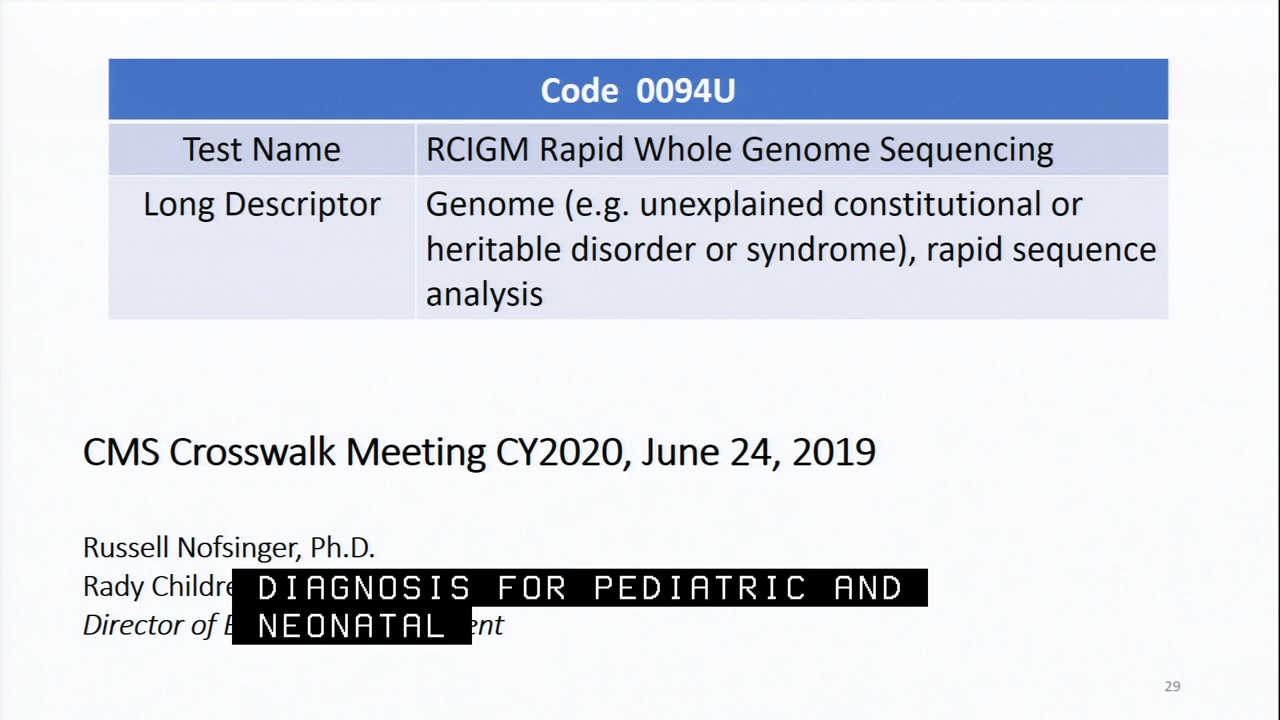 Code 0094U
Test Name
RCIGM Rapid Whole Genome Sequencing
Long Descriptor
Genome (e.g. unexplained constitutional or
heritable disorder or syndrome), rapid sequence
analysis
CMS Crosswalk Meeting CY2020, June 24, 2019
Russell Nofsinger, Ph.D.
Rady
DIAGNOSIS FOR PEDIATRIC AND
Director of
NEONATAL
29